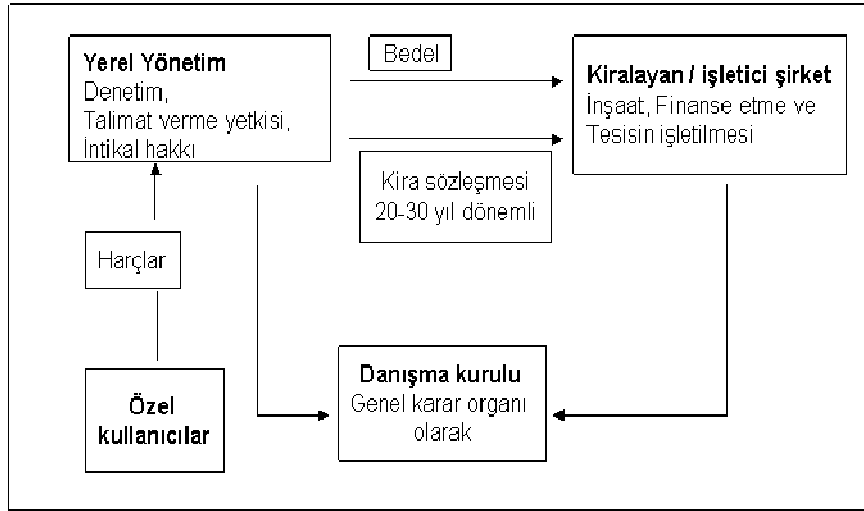 Yerel Yönetim
Denetim,
Talimat verme yetkisi,
İntikal hakkı
Bedel
Kiralayan / işletici şirket
İnşaat, Finanse etme ve
Tesisin işletilmesi
Kira sözleşmesi
20-30 yıl dönemli
Harçlar
Özel
kullanıcılar
Danışma kurulu
Genel karar organı
olarak